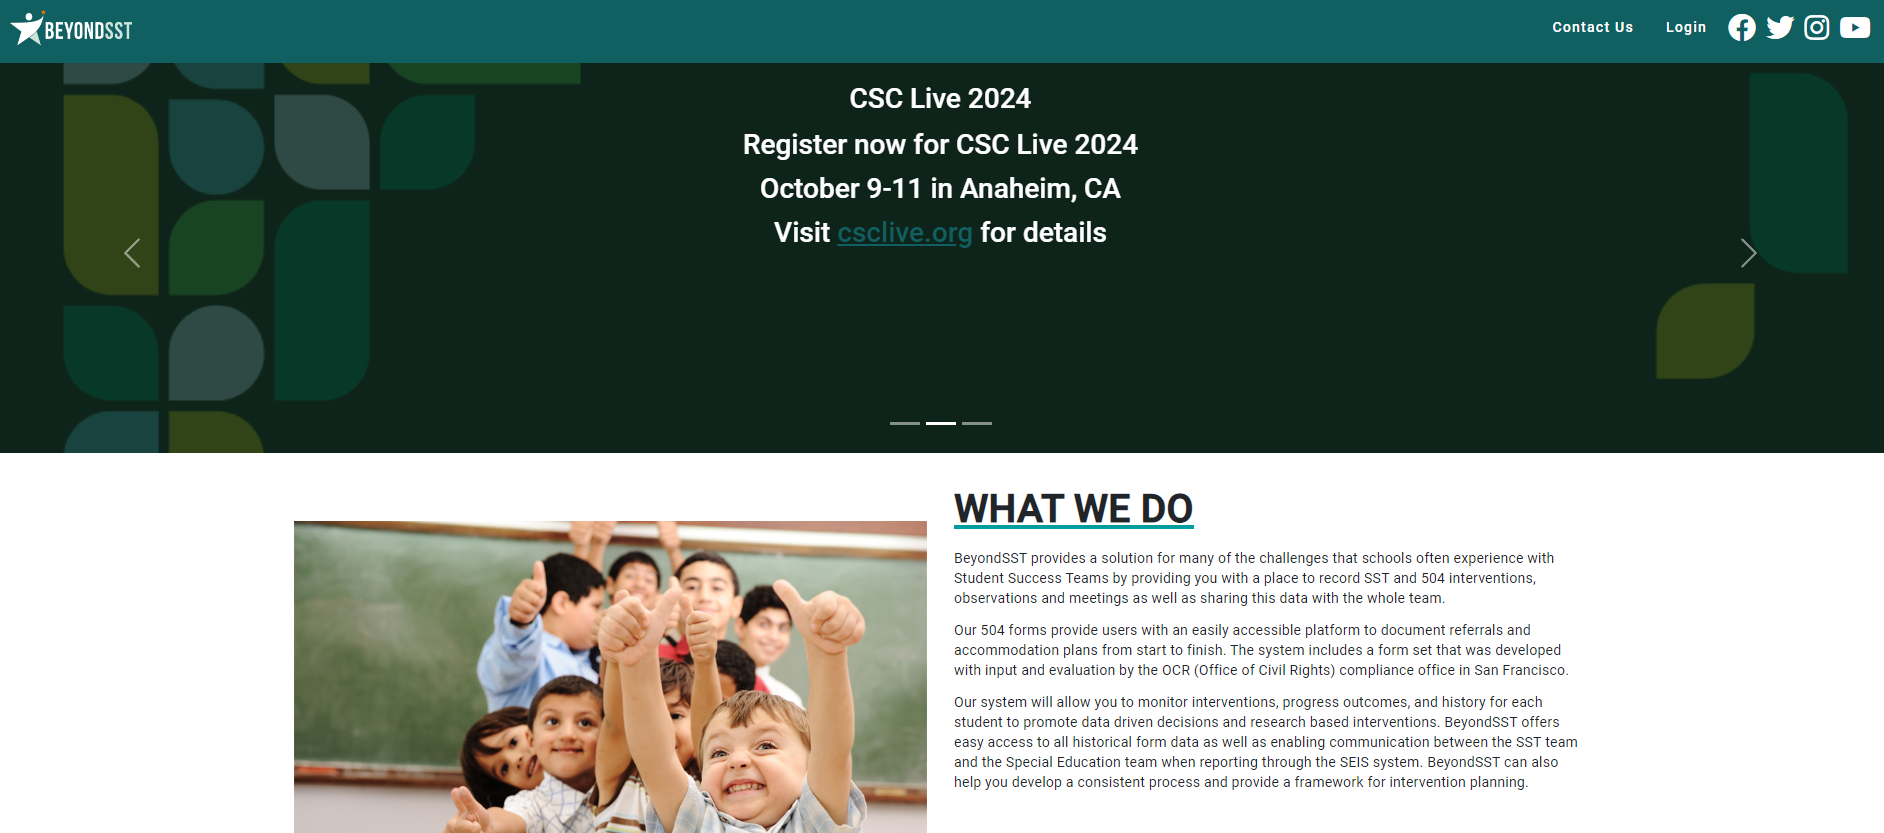 BEYONDSST
Contact Us
Login
CSC Live 2024
Register now for CSC Live 2024
October 9-11 in Anaheim, CA
Visit csclive.org for details
WHAT WE DO
BeyondSST provides a solution for many of the challenges that schools often experience with
Student Success Teams by providing you with a place to record SST and 504 interventions,
observations and meetings as well as sharing this data with the whole team.
Our 504 forms provide users with an easily accessible platform to document referrals and
accommodation plans from start to finish. The system includes a form set that was developed
with input and evaluation by the OCR (Office of Civil Rights) compliance office in San Francisco.
Our system will allow you to monitor interventions, progress outcomes, and history for each
student to promote data driven decisions and research based interventions. BeyondSST offers
easy access to all historical form data as well as enabling communication between the SST team
and the Special Education team when reporting through the SEIS system. BeyondSST can also
help you develop a consistent process and provide a framework for intervention planning.